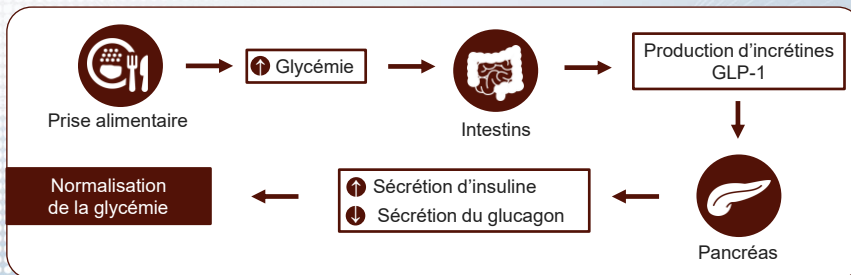 Prise alimentaire
Glycémie
Intestins
Production d’incrétines
GLP-1
Pancréas
Sécrétion d’insuline
Sécrétion du glucagon
Normalisation
de la glycémie